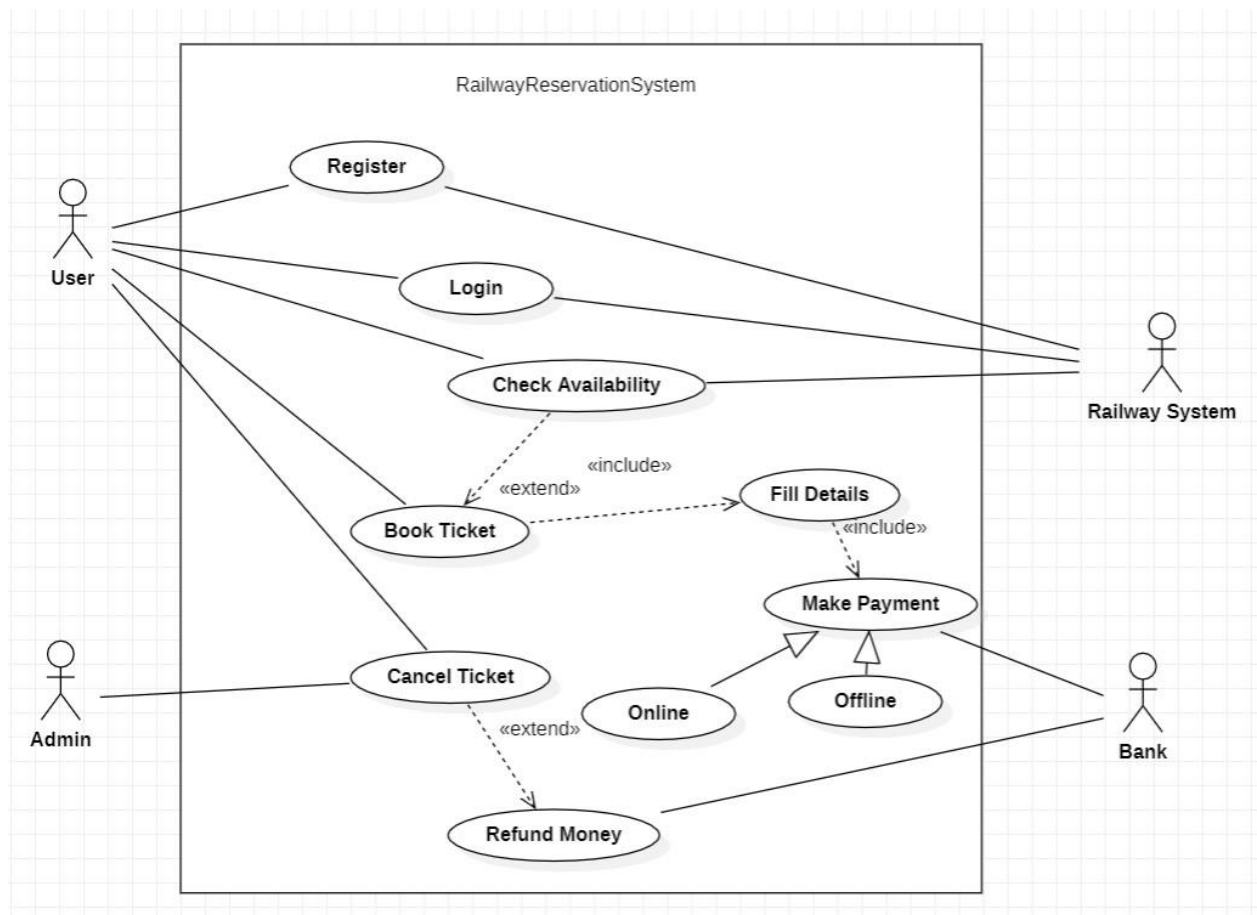 RailwayReservationSystem
Register
User
Login
Railway System
Check Availability
«include»
«extend»
Fill Details
Book Ticket
«include»
Make Payment
Cancel Ticket
Online
Offline
Admin
«extend»
Bank
Refund Money